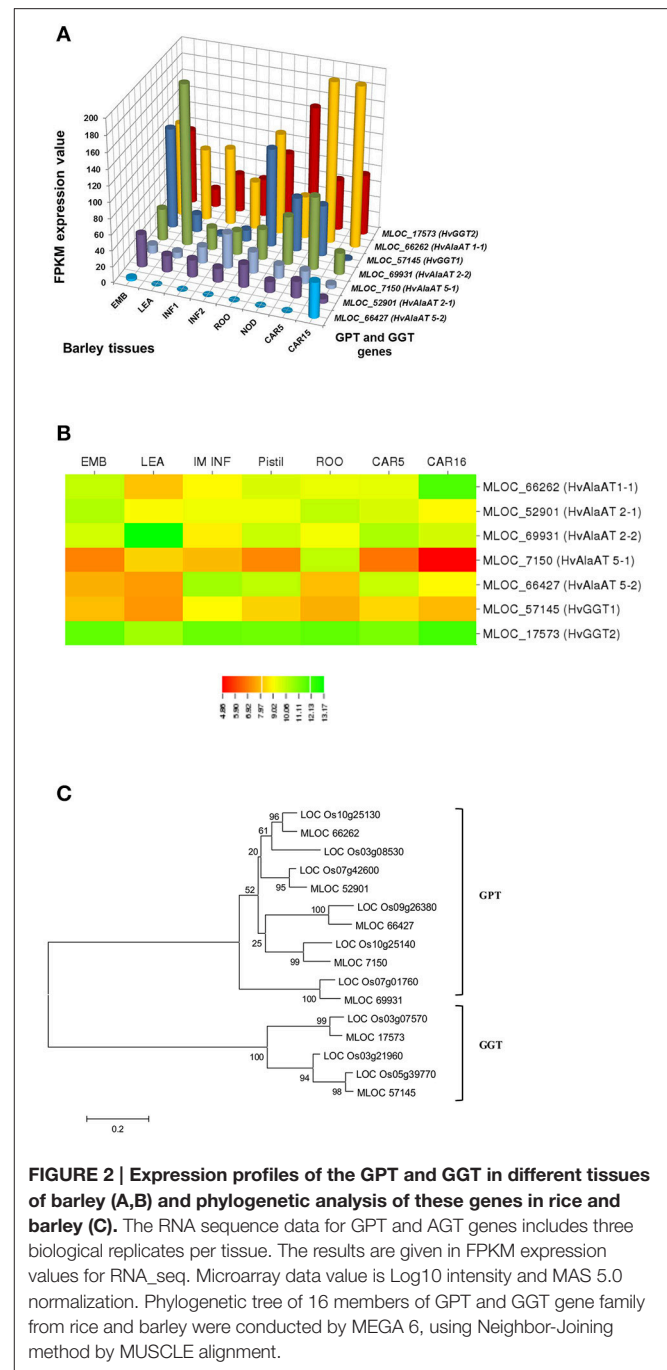 A
FPKM expression value
200
180
160
140
120
100
80
60
40
20
0
EMB
LEA
INF1
INF2
ROO
NOD
CAR5
CAR15
Barley tissues
MLOC_17573 (HvGGT2)
MLOC_66262 (HvAlaAT 1-1)
MLOC_57145 (HvGGT1)
MLOC_69931 (HvAlaAT 2-2)
MLOC_7150 (HvAlaAT 5-1)
MLOC_52901 (HvAlaAT 2-1)
MLOC_66427 (HvAlaAT 5-2)
GPT and GGT
genes
B
EMB LEA IM INF Pistil ROO CAR5 CAR16
MLOC_66262 (HvAlaAT1-1)
MLOC_52901 (HvAlaAT 2-1)
MLOC_69931 (HvAlaAT 2-2)
MLOC_7150 (HvAlaAT 5-1)
MLOC_66427 (HvAlaAT 5-2)
MLOC_57145 (HvGGT1)
MLOC_17573 (HvGGT2)
4.86 5.90 6.92 7.97 9.02 10.06 11.11 12.13 13.17
C
LOC Os10g25130
96
MLOC 66262
61
LOC Os03g08530
20
LOC Os07g42600
95 MLOC 52901
52
LOC Os09g26380
100
MLOC 66427
25
LOC Os10g25140
99 MLOC 7150
LOC Os07g01760
100 MLOC 69931
GPT
LOC Os03g07570
99
MLOC 17573
100
LOC Os03g21960
94
LOC Os05g39770
98 MLOC 57145
GGT
0.2
FIGURE 2 | Expression profiles of the GPT and GGT in different tissues
of barley (A,B) and phylogenetic analysis of these genes in rice and
barley (C). The RNA sequence data for GPT and AGT genes includes three
biological replicates per tissue. The results are given in FPKM expression
values for RNA_seq. Microarray data value is Log10 intensity and MAS 5.0
normalization. Phylogenetic tree of 16 members of GPT and GGT gene family
from rice and barley were conducted by MEGA 6, using Neighbor-Joining
method by MUSCLE alignment.